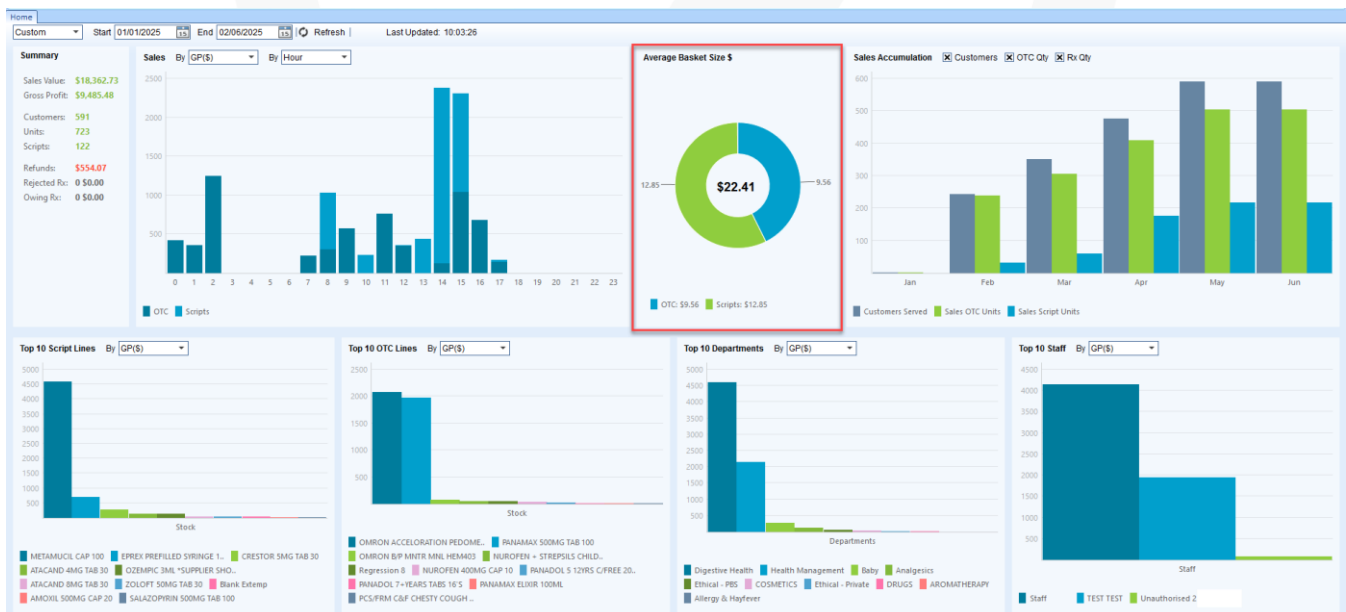 Home
Custom Start 01/01/2025 15 End 02/06/2025 15 Refresh Last Updated: 10:03:26
Summary
Sales Value: $18,362.73
Gross Profit: $9,485.48
Customers: 591
Units: 723
Scripts: 122
Refunds: $554.07
Rejected Rx: 0 $0.00
Owing Rx: 0 $0.00
Sales By GP($) By Hour
2500
2000
1500
1000
500
0 1 2 3 4 5 6 7 8 9 10 11 12 13 14 15 16 17 18 19 20 21 22 23
OTC Scripts
Average Basket Size $
12.85 $22.41 9.56
OTC: $9.56 Scripts: $12.85
Sales Accumulation Customers OTC Qty Rx Qty
600
500
400
300
200
100
Jan Feb Mar Apr May Jun
Customers Served Sales OTC Units Sales Script Units
Top 10 Script Lines By GP($)
5000
4500
4000
3500
3000
2500
2000
1500
1000
500
Stock
METAMUCIL CAP 100 EPREX PREFILLED SYRINGE 1.. CRESTOR 5MG TAB 30
ATACAND 4MG TAB 30 OZEMPIC 3ML *SUPPLIER SHO..
ATACAND 8MG TAB 30 ZOLOFT 50MG TAB 30 Blank Extemp
AMOXIL 500MG CAP 20 SALAZOPYRIN 500MG TAB 100
Top 10 OTC Lines By GP($)
2500
2000
1500
1000
500
Stock
OMRON ACCELORATION PEDOME.. PANAMAX 500MG TAB 100
OMRON B/P MNTR MNL HEM403 NUROFEN + STREPSILS CHILD..
Regression 8 NUROFEN 400MG CAP 10 PANADOL 5 12YRS C/FREE 20..
PANADOL 7+YEARS TABS 16'S PANAMAX ELIXIR 100ML
PCS/FRM C&F CHESTY COUGH ..
Top 10 Departments By GP($)
5000
4500
4000
3500
3000
2500
2000
1500
1000
500
Departments
Digestive Health Health Management Baby Analgesics
Ethical - PBS COSMETICS Ethical - Private DRUGS AROMATHERAPY
Allergy & Hayfever
Top 10 Staff By GP($)
4500
4000
3500
3000
2500
2000
1500
1000
500
Staff
Staff TEST TEST Unauthorised 2